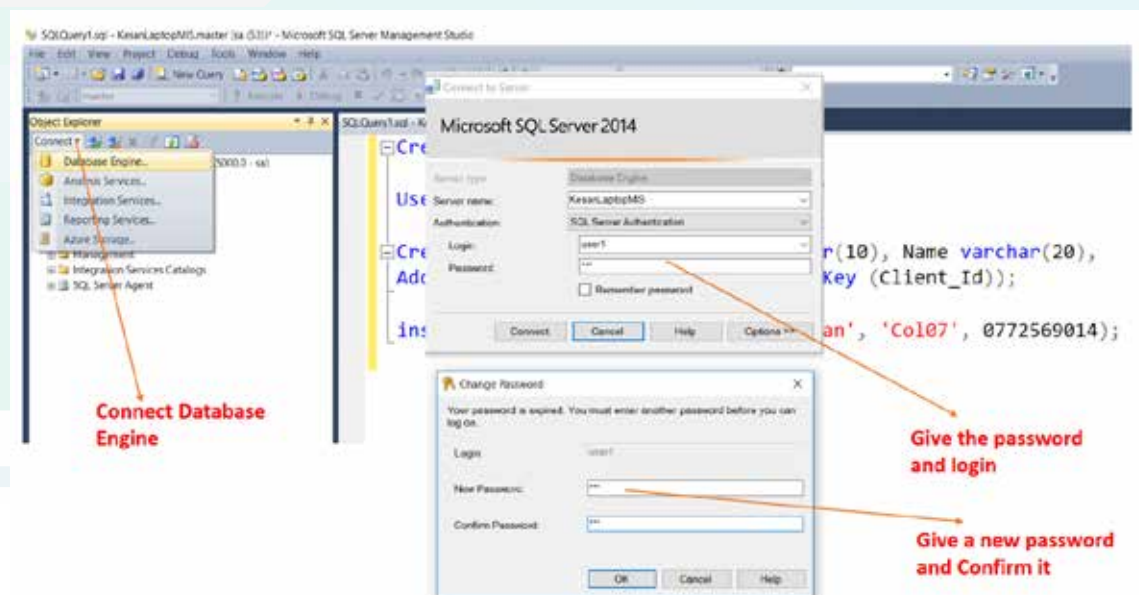 SQLQuery1.sql - KesanLaptopMIS.master (sa (53))* - Microsoft SQL Server Management Studio
File Edit View Project Debug Tools Window Help
New Query
master Execute Debug
Object Explorer
SQLQuery1.sql - K
Connect
Database Engine...
Analysis Services...
Integration Services...
Reporting Services...
Azure Storage...
Management
Integration Services Catalogs
SQL Server Agent
Connect to Server
Microsoft SQL Server 2014
Server type: Database Engine
Server name: KesanLaptopMIS
Authentication: SQL Server Authentication
Login: user1
Password: ***
Remember password
Connect Cancel Help Options >>
Cre
Use
Cre
r(10), Name varchar(20),
Add
Key (Client_Id));
ins
an', 'Col07', 0772569014);
Change Password
Your password is expired. You must enter another password before you can
log on.
Login: user1
New Password: ***
Confirm Password: ***
OK Cancel Help
Connect Database
Engine
Give the password
and login
Give a new password
and Confirm it